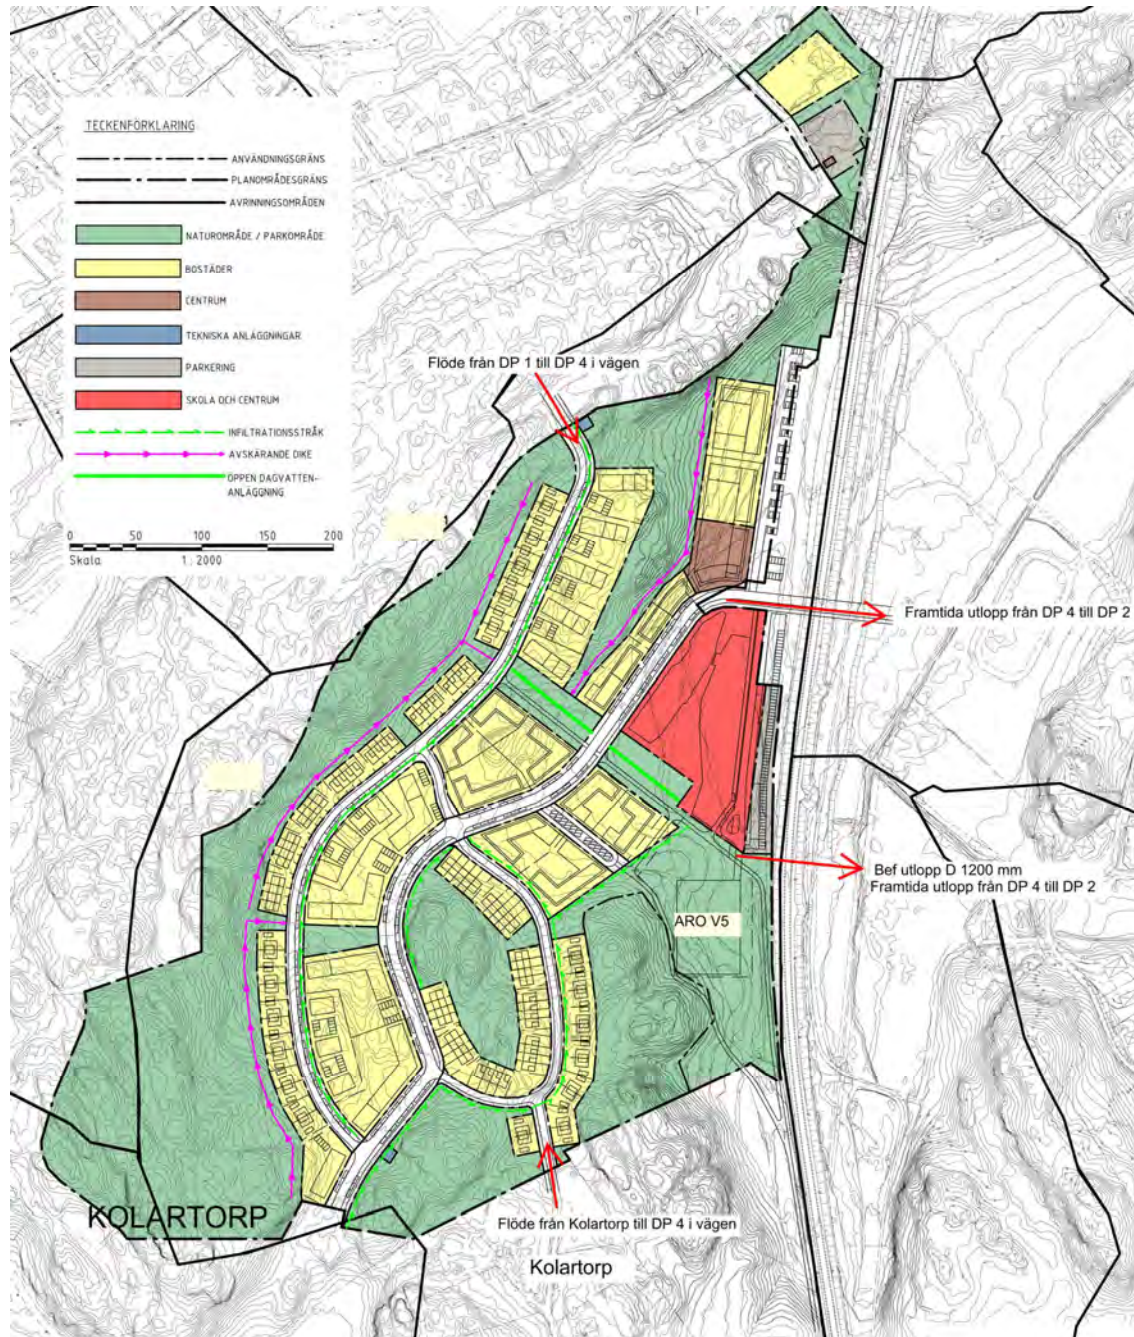 TECKENFÖRKLARING
ANVÄNDNINGSGRÄNS
PLANOMRÅDESGRÄNS
AVRINNINGSOMRÅDEN
NATUROMRÅDE / PARKOMRÅDE
BOSTÄDER
CENTRUM
TEKNISKA ANLÄGGNINGAR
PARKERING
SKOLA OCH CENTRUM
INFILTRATIONSSTRÅK
AVSKÄRANDE DIKE
ÖPPEN DAGVATTEN-
ANLÄGGNING
0 50 100 150 200
Skala 1: 2000
Flöde från DP 1 till DP 4 i vägen
Framtida utlopp från DP 4 till DP 2
Bef utlopp D 1200 mm
Framtida utlopp från DP 4 till DP 2
ARO V5
KOLARTORP
Flöde från Kolartorp till DP 4 i vägen
Kolartorp